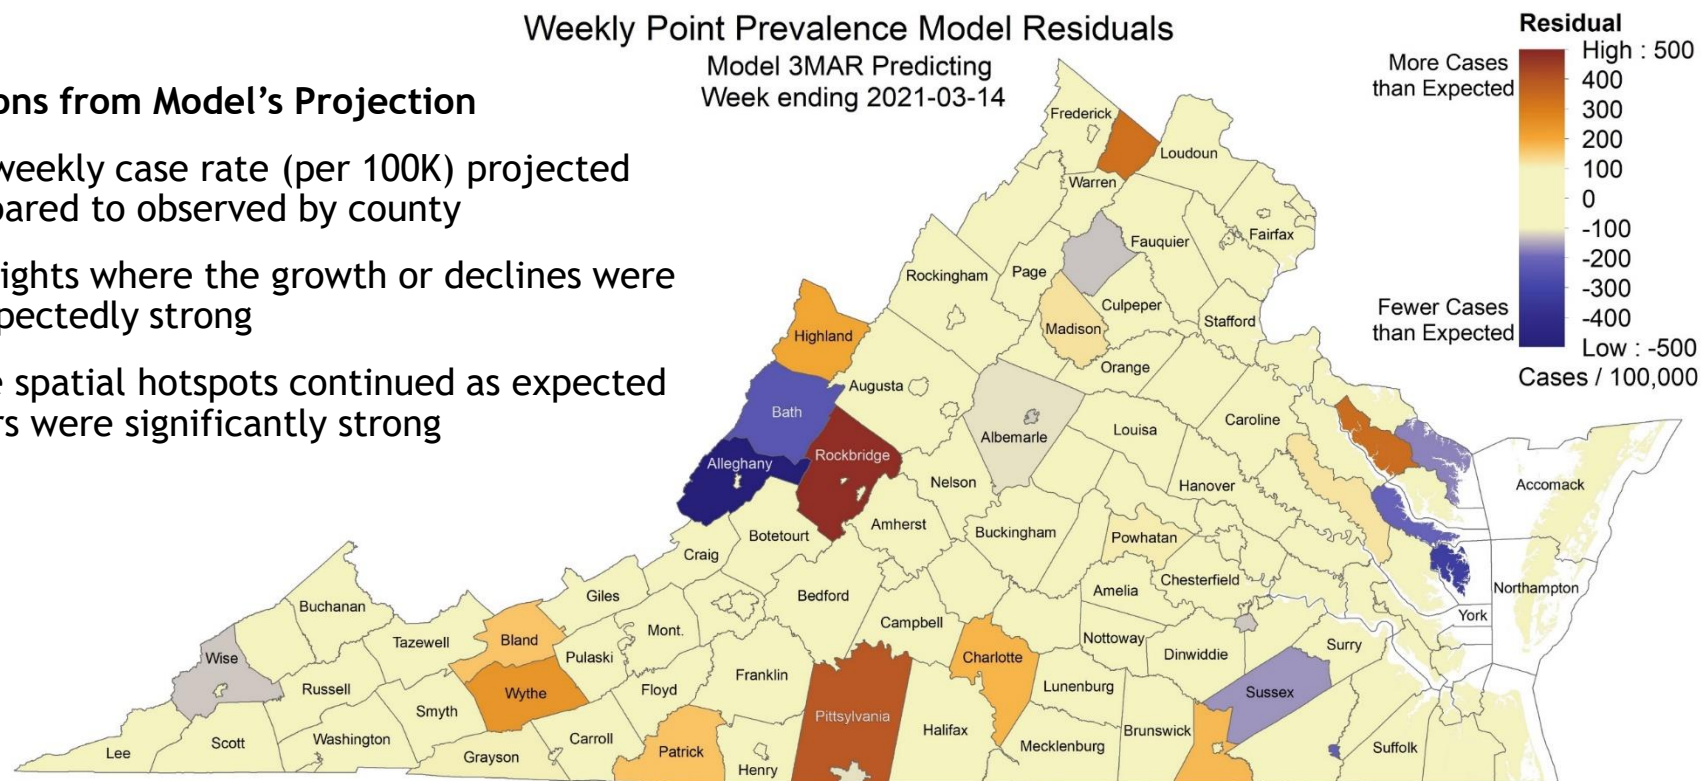 Weekly Point Prevalence Model Residuals
Model 3MAR Predicting
Week ending 2021-03-14
ons from Model's Projection
weekly case rate (per 100K) projected
pared to observed by county
ights where the growth or declines were
pectedly strong
e spatial hotspots continued as expected
rs were significantly strong
Residual
More Cases
than Expected
High : 500
400
300
200
100
0
-100
-200
-300
-400
Low : -500
Fewer Cases
than Expected
Cases / 100,000
Frederick
Loudoun
Warren
Fauquier
Fairfax
Rockingham
Page
Culpeper
Stafford
Madison
Highland
Orange
Augusta
Bath
Caroline
Albemarle
Louisa
Alleghany
Rockbridge
Nelson
Hanover
Accomack
Amherst
Buckingham
Powhatan
Botetourt
Craig
Amelia
Chesterfield
Northampton
Giles
Bedford
Buchanan
York
Campbell
Mont.
Tazewell
Bland
Nottoway
Surry
Dinwiddie
Wise
Pulaski
Charlotte
Franklin
Lunenburg
Russell
Wythe
Floyd
Sussex
Smyth
Pittsylvania
Halifax
Brunswick
Lee
Scott
Washington
Grayson
Carroll
Patrick
Henry
Mecklenburg
Suffolk